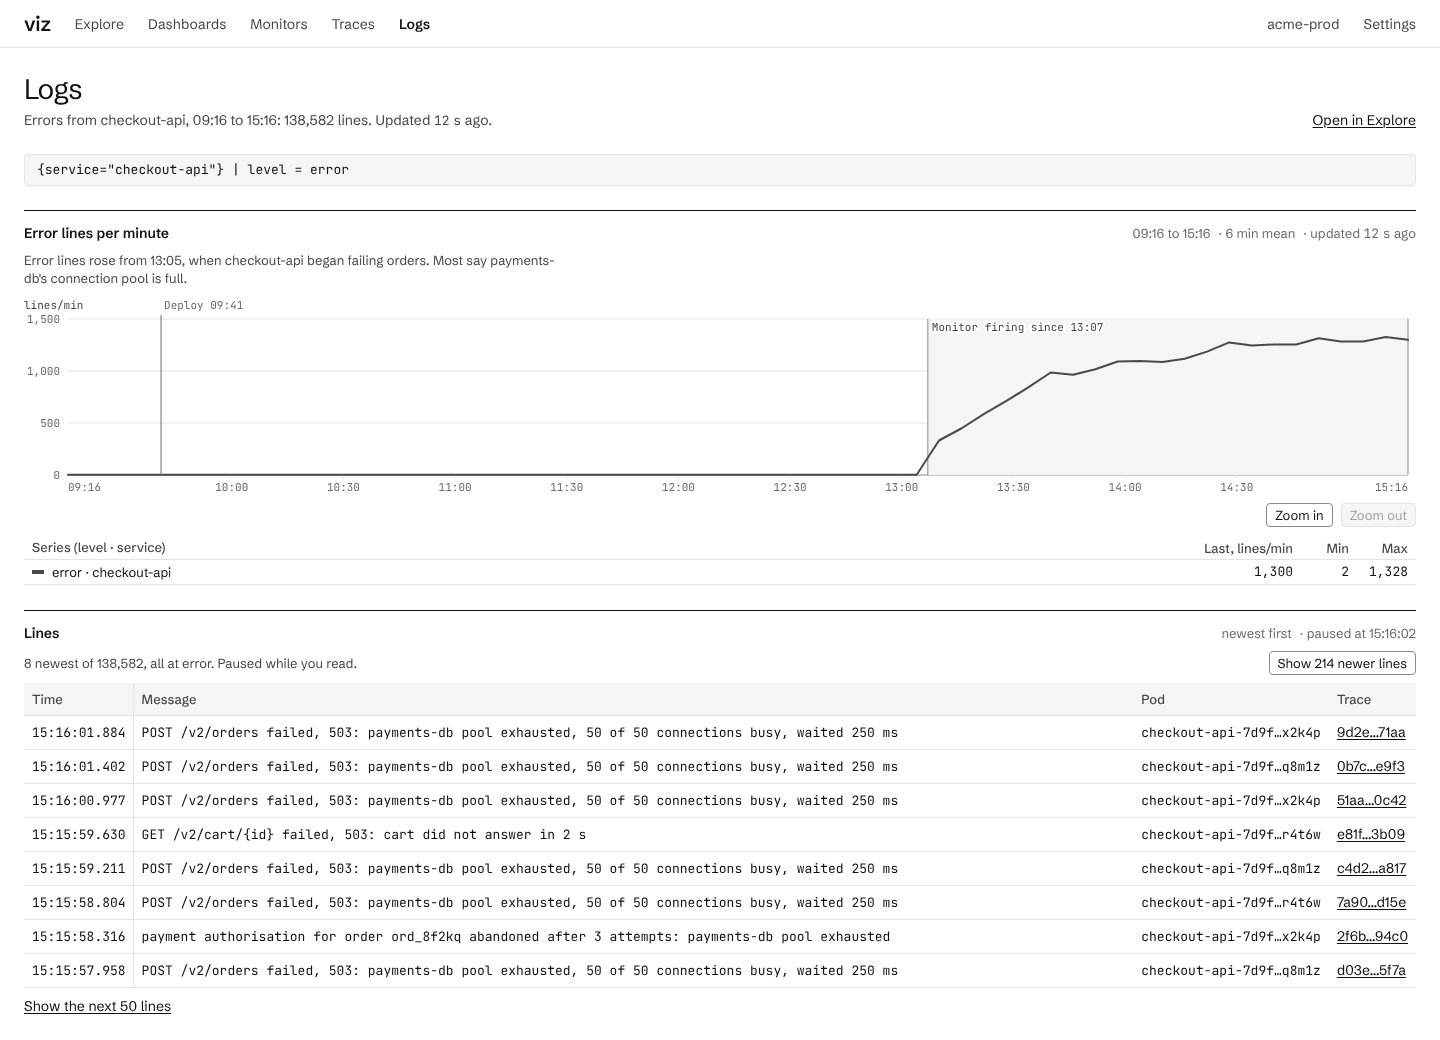 viz Explore Dashboards Monitors Traces Logs acme-prod Settings
Logs
Errors from checkout-api, 09:16 to 15:16: 138,582 lines. Updated 12 s ago. Open in Explore
{service="checkout-api"} | level = error
Error lines per minute 09:16 to 15:16 · 6 min mean · updated 12 s ago
Error lines rose from 13:05, when checkout-api began failing orders. Most say payments-
db's connection pool is full.
lines/min Deploy 09:41
1,500 Monitor firing since 13:07
1,000
500
0
09:16 10:00 10:30 11:00 11:30 12:00 12:30 13:00 13:30 14:00 14:30 15:16
Zoom in Zoom out
Series (level · service) Last, lines/min Min Max
error · checkout-api 1,300 2 1,328
Lines newest first · paused at 15:16:02
8 newest of 138,582, all at error. Paused while you read. Show 214 newer lines
Time Message Pod Trace
15:16:01.884 POST /v2/orders failed, 503: payments-db pool exhausted, 50 of 50 connections busy, waited 250 ms checkout-api-7d9f…x2k4p 9d2e…71aa
15:16:01.402 POST /v2/orders failed, 503: payments-db pool exhausted, 50 of 50 connections busy, waited 250 ms checkout-api-7d9f…q8m1z 0b7c…e9f3
15:16:00.977 POST /v2/orders failed, 503: payments-db pool exhausted, 50 of 50 connections busy, waited 250 ms checkout-api-7d9f…x2k4p 51aa…0c42
15:15:59.630 GET /v2/cart/{id} failed, 503: cart did not answer in 2 s checkout-api-7d9f…r4t6w e81f…3b09
15:15:59.211 POST /v2/orders failed, 503: payments-db pool exhausted, 50 of 50 connections busy, waited 250 ms checkout-api-7d9f…q8m1z c4d2…a817
15:15:58.804 POST /v2/orders failed, 503: payments-db pool exhausted, 50 of 50 connections busy, waited 250 ms checkout-api-7d9f…r4t6w 7a90…d15e
15:15:58.316 payment authorisation for order ord_8f2kq abandoned after 3 attempts: payments-db pool exhausted checkout-api-7d9f…x2k4p 2f6b…94c0
15:15:57.958 POST /v2/orders failed, 503: payments-db pool exhausted, 50 of 50 connections busy, waited 250 ms checkout-api-7d9f…q8m1z d03e…5f7a
Show the next 50 lines